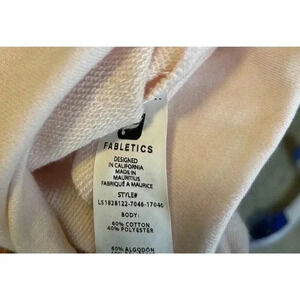 FABLETICS
DESIGNED
IN CALIFORNIA
MADE IN
MAURITIUS
FABRIQUÉ A MAURICE
STYLE#
LS1828122-7046-17046
BODY:
60% COTTON
40% POLYESTER
60% ALGODÓN